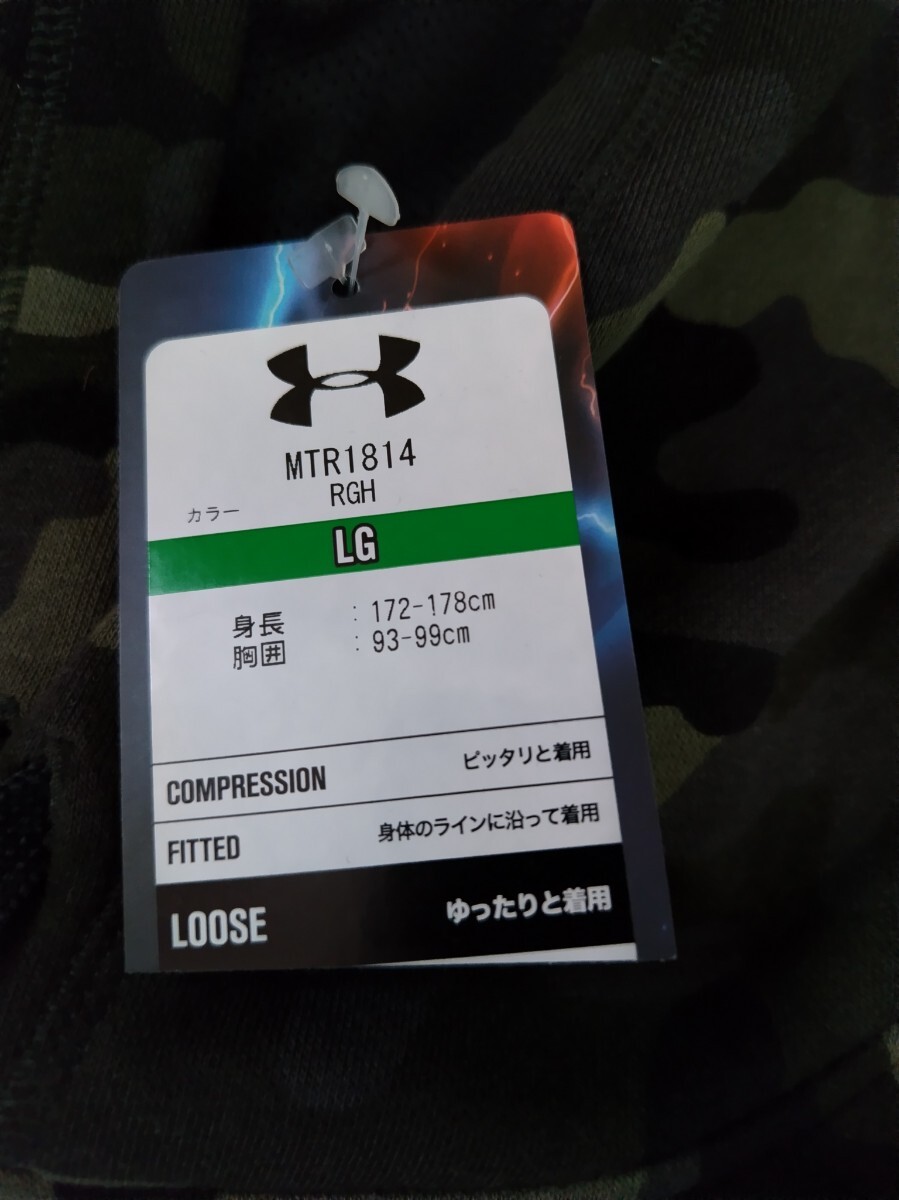 MTR1814
RGH
カラー
LG
身長 : 172-178cm
胸囲 : 93-99cm
COMPRESSION ピッタリと着用
FITTED 身体のラインに沿って着用
LOOSE ゆったりと着用